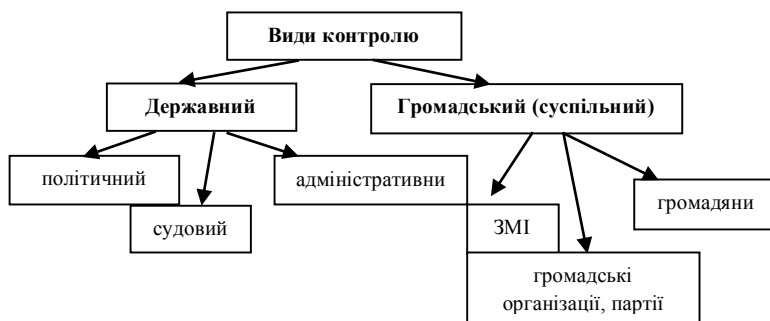 Види контролю
Державний
Громадський (суспільний)
політичний
адміністративни
громадяни
судовий
ЗМІ
громадські
організації, партії